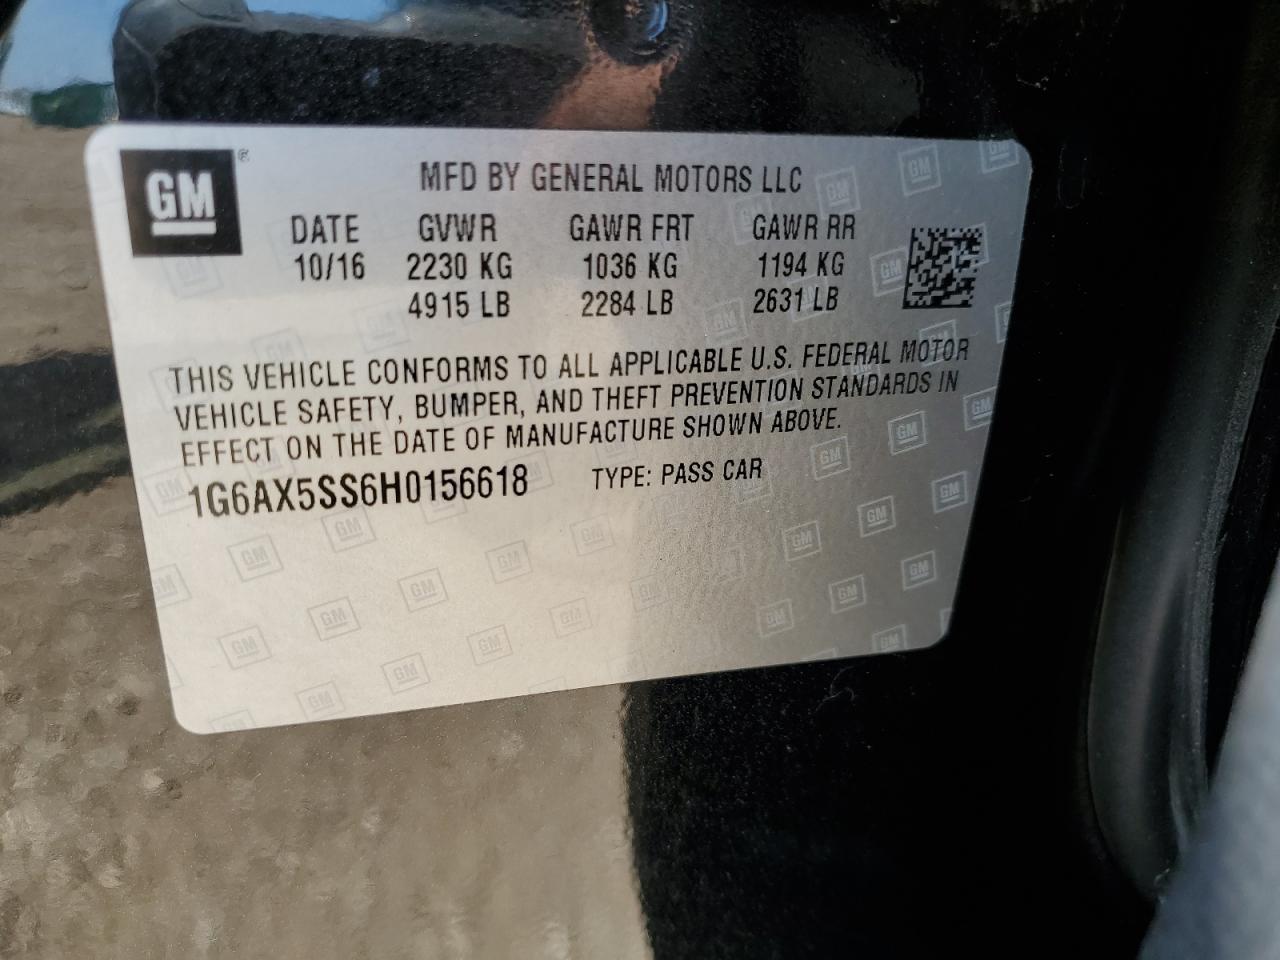 GM
MFD BY GENERAL MOTORS LLC
DATE GVWR GAWR FRT GAWR RR
10/16 2230 KG 1036 KG 1194 KG
4915 LB 2284 LB 2631 LB
THIS VEHICLE CONFORMS TO ALL APPLICABLE U.S. FEDERAL MOTOR
VEHICLE SAFETY, BUMPER, AND THEFT PREVENTION STANDARDS IN
EFFECT ON THE DATE OF MANUFACTURE SHOWN ABOVE.
1G6AX5SS6H0156618 TYPE: PASS CAR